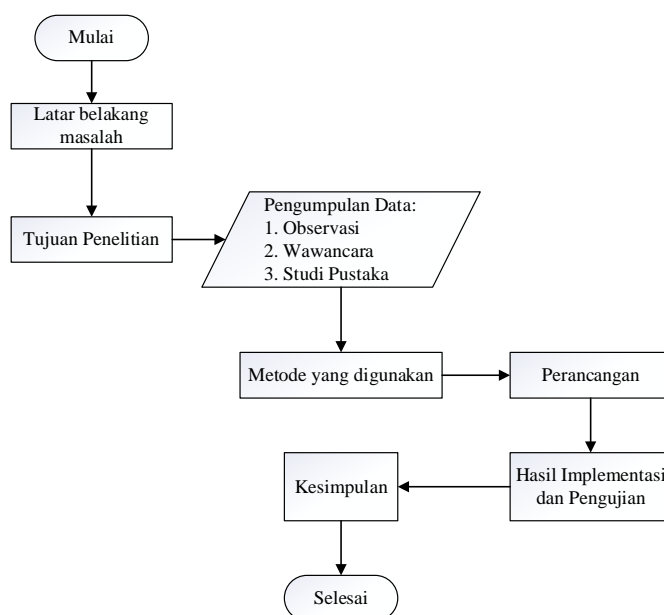 Mulai
Latar belakang
masalah
Tujuan Penelitian
Pengumpulan Data:
1. Observasi
2. Wawancara
3. Studi Pustaka
Metode yang digunakan
Perancangan
Hasil Implementasi
dan Pengujian
Kesimpulan
Selesai